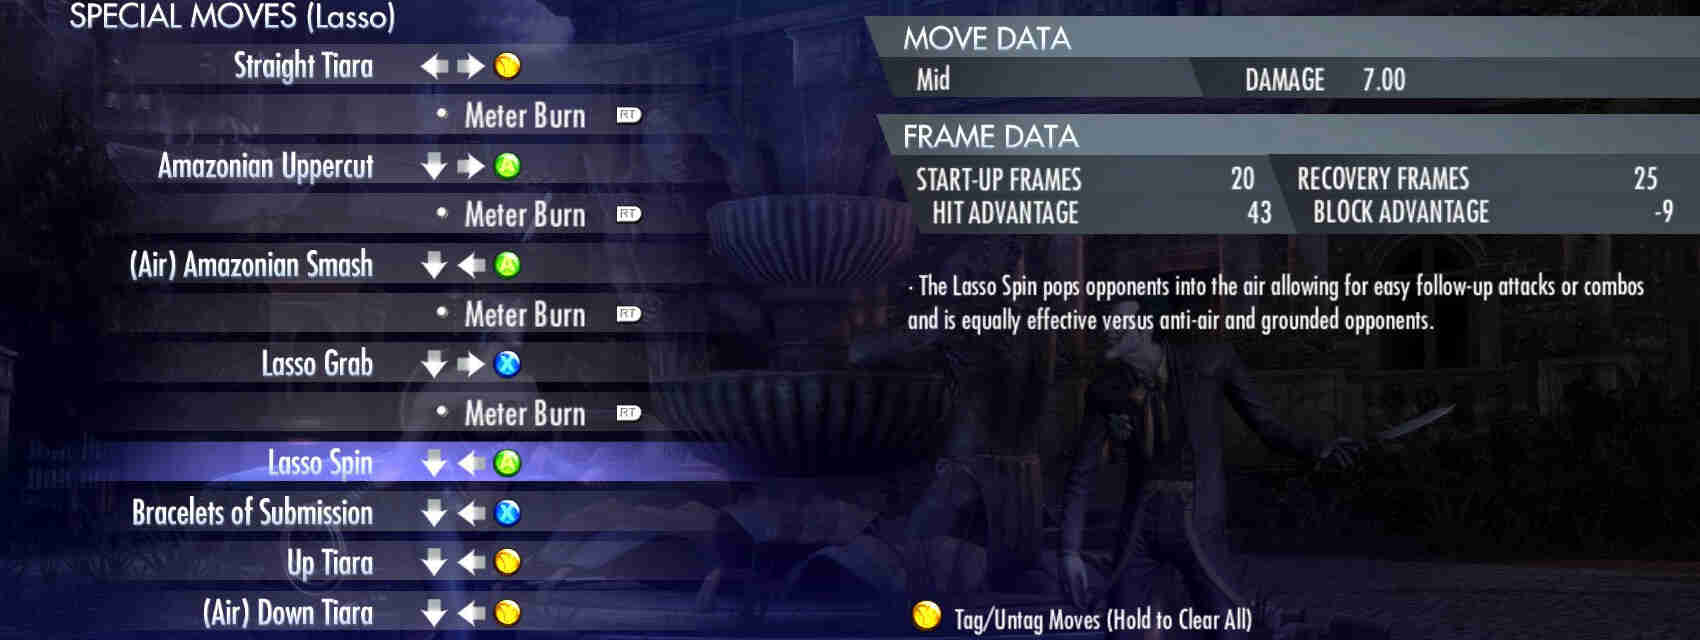 SPECIAL MOVES (Lasso)
Straight Tiara Y
• Meter Burn RT
Amazonian Uppercut A
• Meter Burn RT
(Air) Amazonian Smash A
• Meter Burn RT
Lasso Grab X
• Meter Burn RT
Lasso Spin A
Bracelets of Submission X
Up Tiara Y
(Air) Down Tiara Y
MOVE DATA
Mid DAMAGE 7.00
FRAME DATA
START-UP FRAMES 20 RECOVERY FRAMES 25
HIT ADVANTAGE 43 BLOCK ADVANTAGE -9
· The Lasso Spin pops opponents into the air allowing for easy follow-up attacks or combos
and is equally effective versus anti-air and grounded opponents.
Y Tag/Untag Moves (Hold to Clear All)